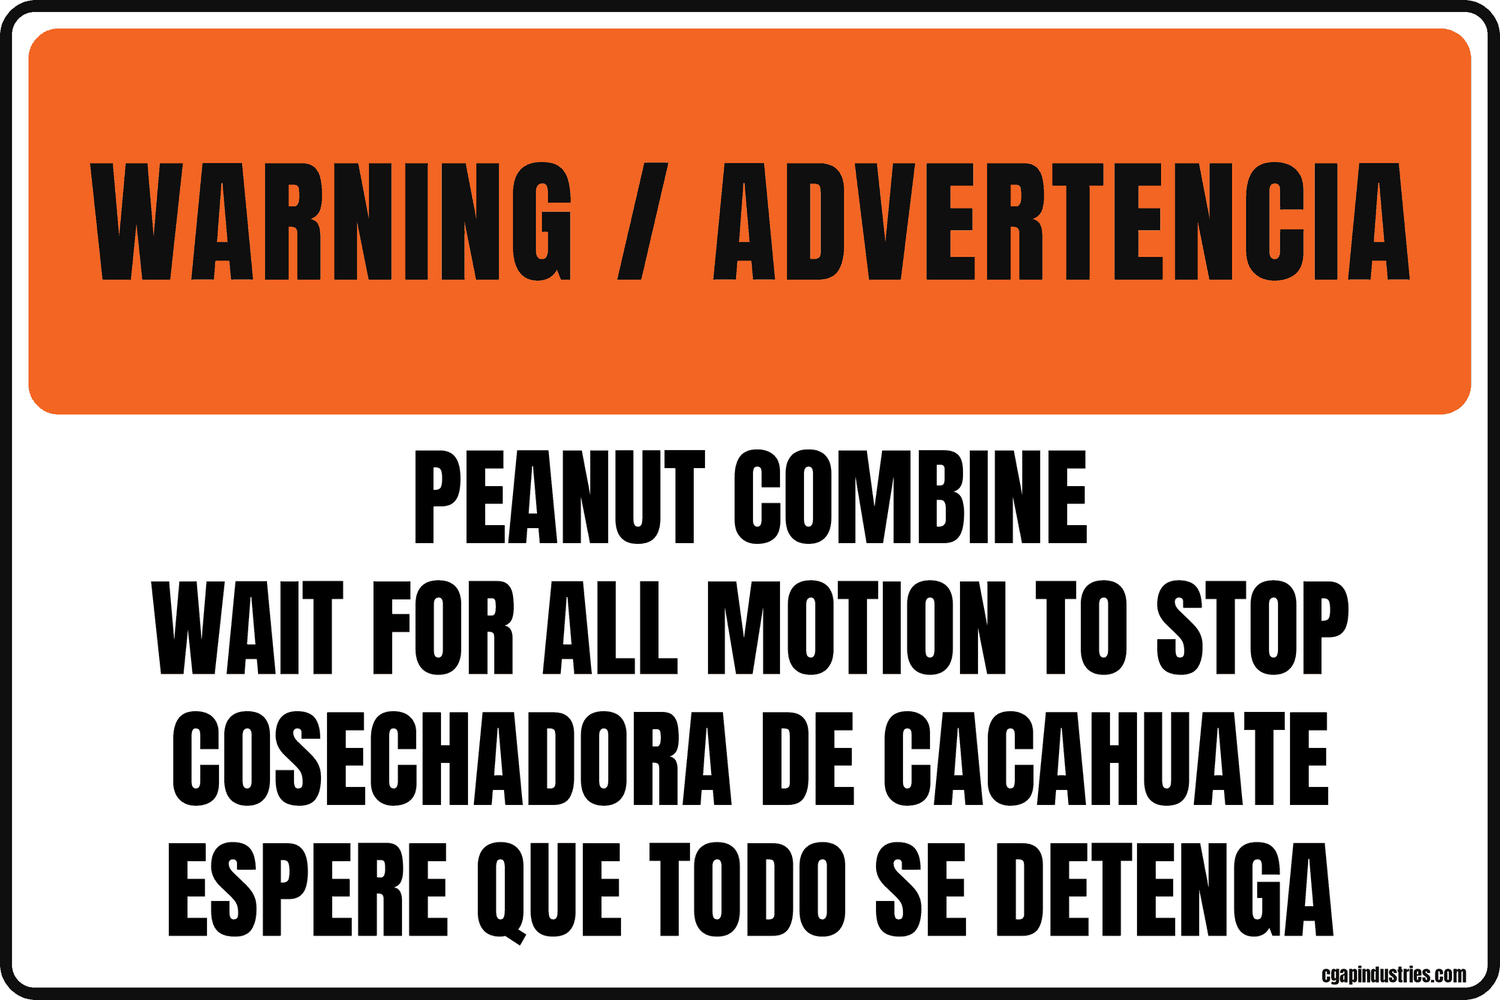 WARNING / ADVERTENCIA
PEANUT COMBINE
WAIT FOR ALL MOTION TO STOP
COSECHADORA DE CACAHUATE
ESPERE QUE TODO SE DETENGA
cgapindustries.com